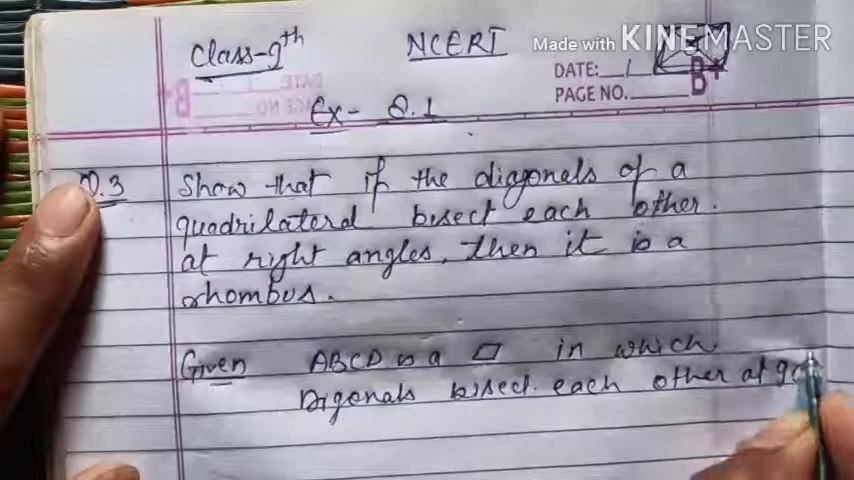 Made with KINEMASTER
Class-9th NCERT
DATE:
PAGE NO.
B+
Ex- 8.1
Q.3 Show that if the diagonals of a
quadrilateral bisect each other.
at right angles, then it is a
rhombus.
Given ABCD is a ▱ in which
Digonals bisect each other at 90